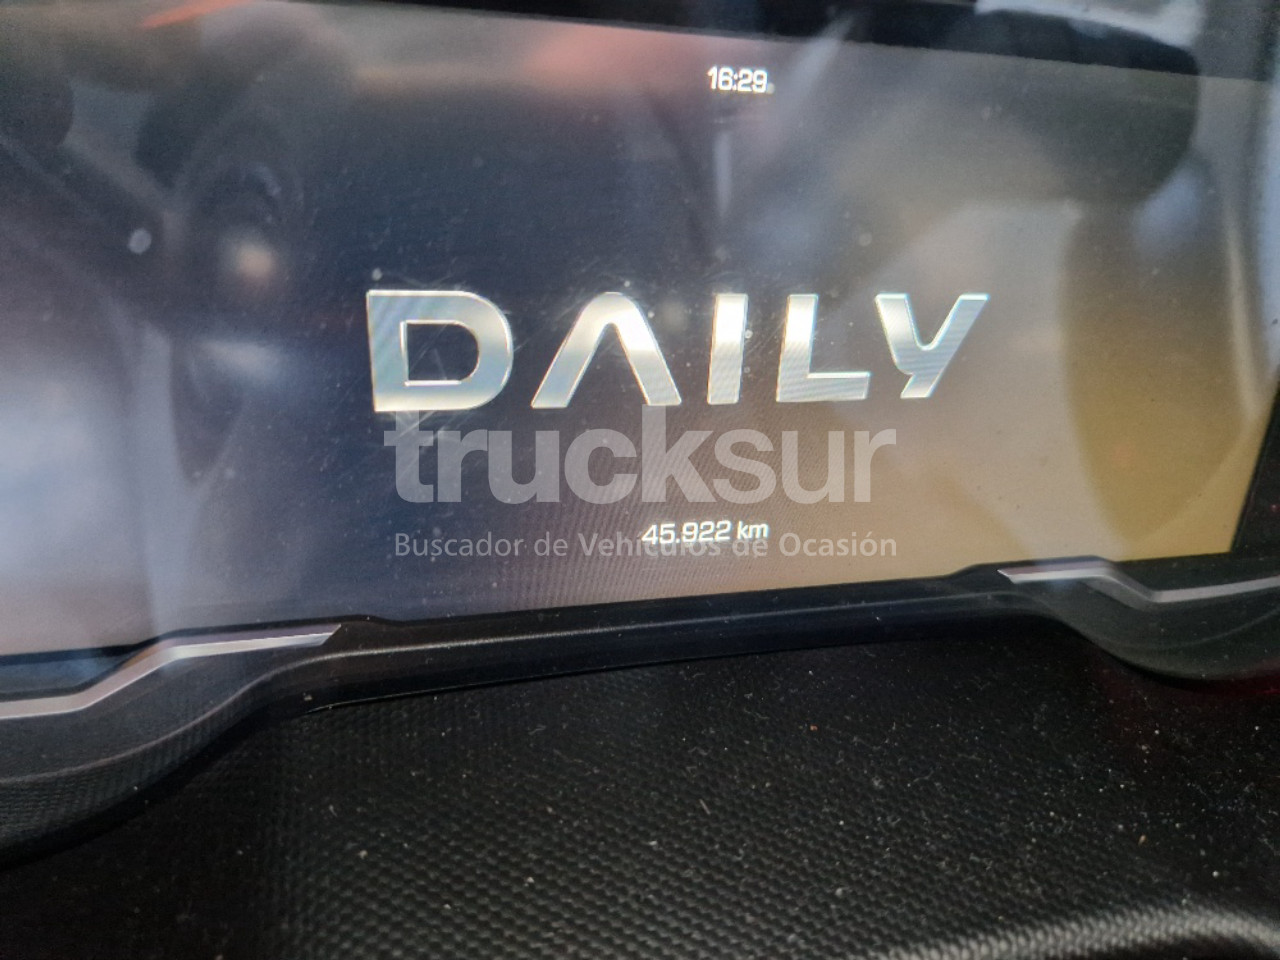 16:29
DAILY
trucksur
45.922 km
Buscador de Vehículos de Ocasión